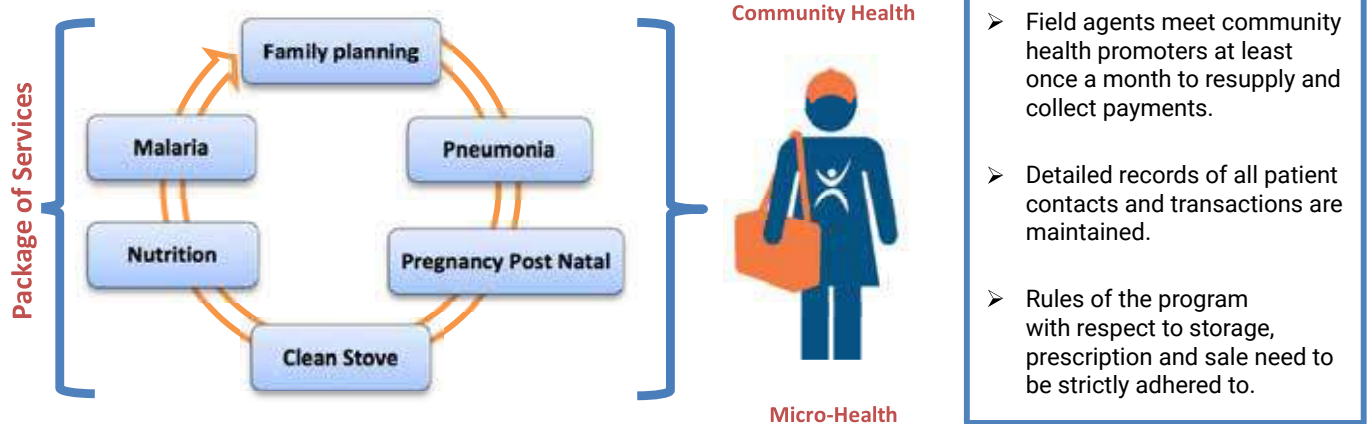 Package of Services
Family planning
Malaria
Pneumonia
Nutrition
Pregnancy Post Natal
Clean Stove
Community Health
Micro-Health
➢ Field agents meet community
health promoters at least
once a month to resupply and
collect payments.
➢ Detailed records of all patient
contacts and transactions are
maintained.
➢ Rules of the program
with respect to storage,
prescription and sale need to
be strictly adhered to.